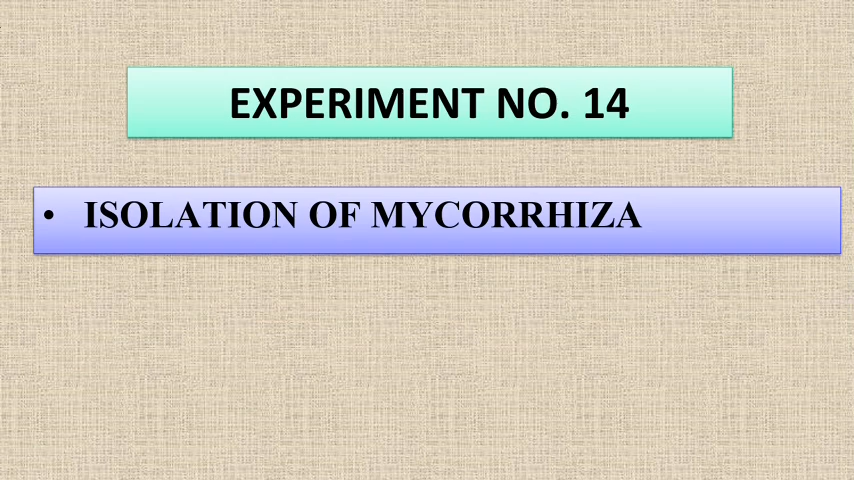 EXPERIMENT NO. 14
• ISOLATION OF MYCORRHIZA